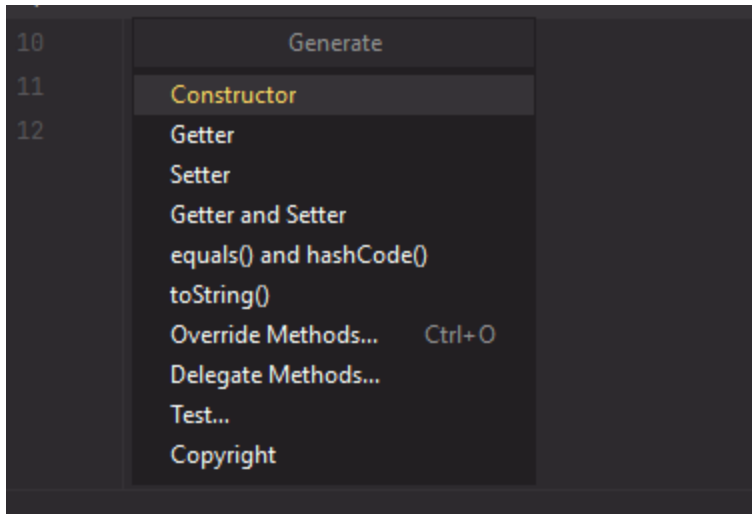 10
Generate
11
Constructor
12
Getter
Setter
Getter and Setter
equals() and hashCode()
toString()
Override Methods... Ctrl+O
Delegate Methods...
Test...
Copyright